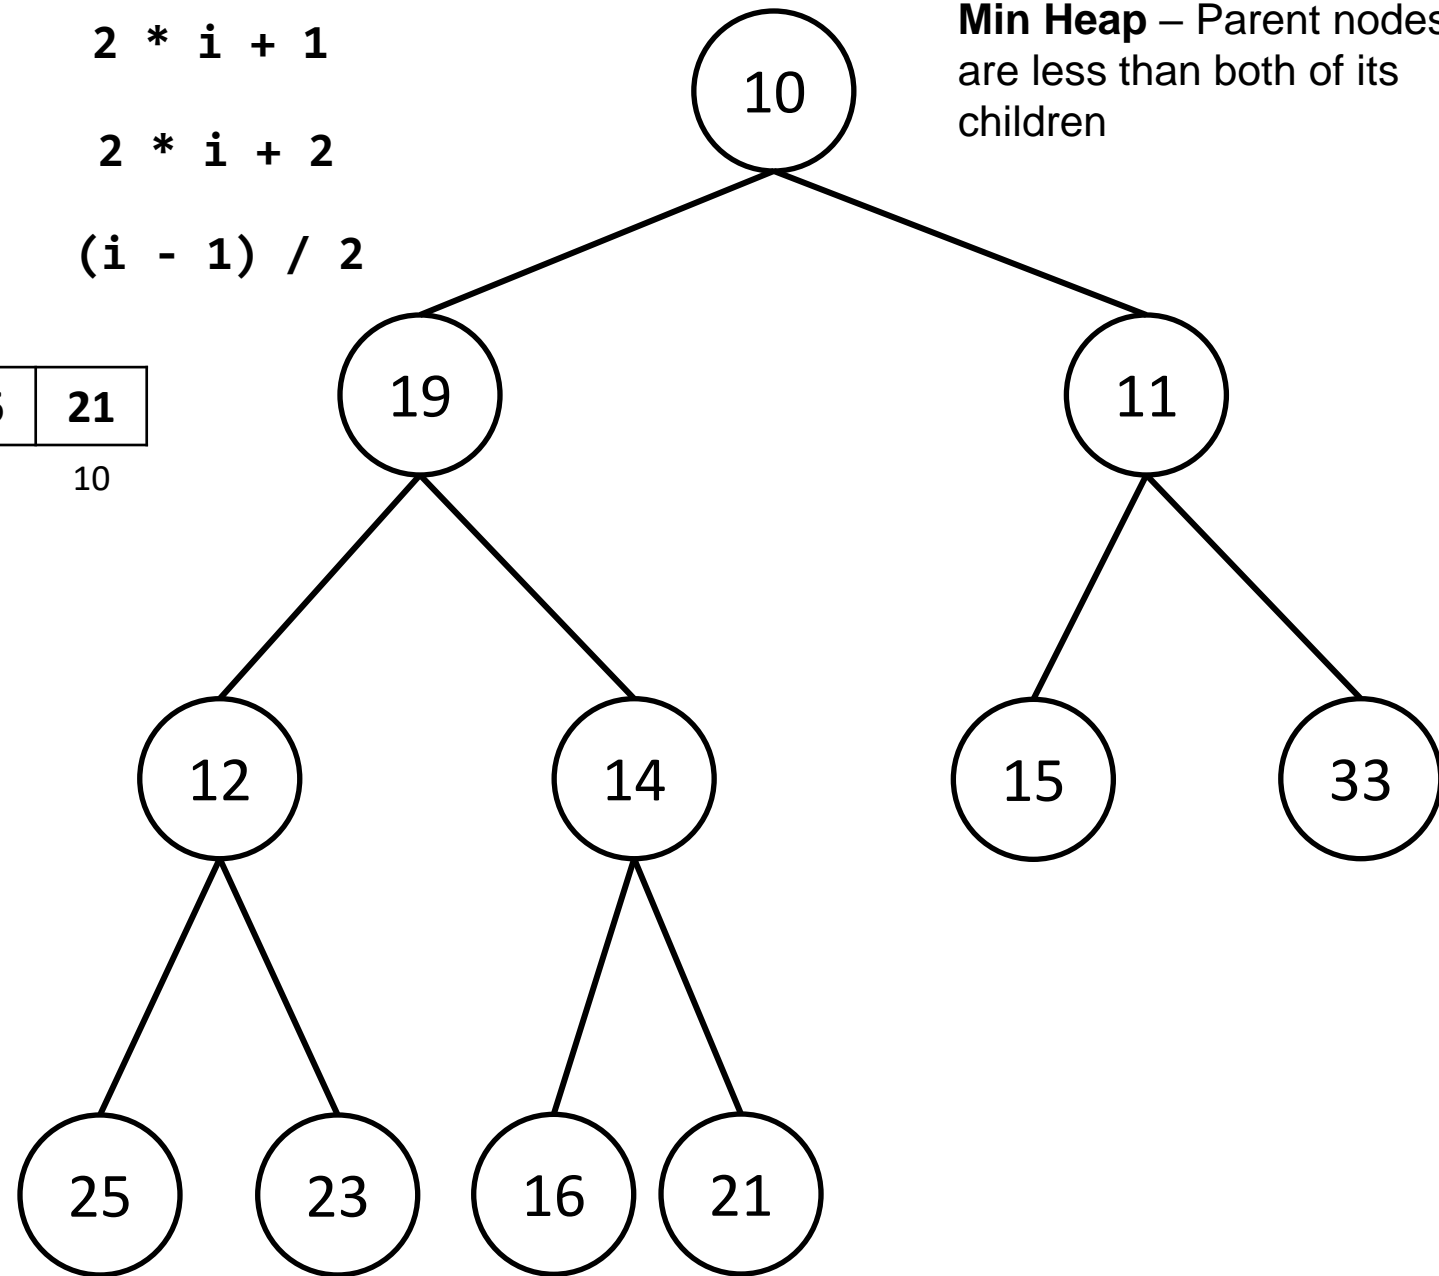 2 * i + 1
2 * i + 2
(i - 1) / 2
Min Heap – Parent nodes
are less than both of its
children
10
19
11
21
10
12
14
15
33
25
23
16
21